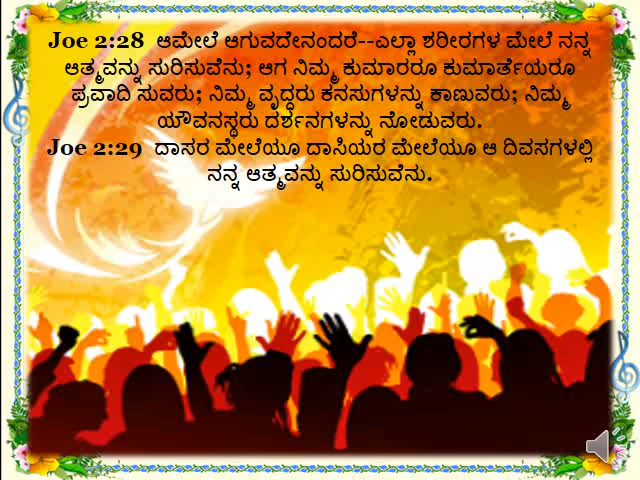 Joe 2:28 ಆಮೇಲೆ ಆಗುವದೇನಂದರೆ--ಎಲ್ಲಾ ಶರೀರಗಳ ಮೇಲೆ ನನ್ನ
ಆತ್ಮವನ್ನು ಸುರಿಸುವೆನು; ಆಗ ನಿಮ್ಮ ಕುಮಾರರೂ ಕುಮಾರ್ತೆಯರೂ
ಪ್ರವಾದಿ ಸುವರು; ನಿಮ್ಮ ವೃದ್ಧರು ಕನಸುಗಳನ್ನು ಕಾಣುವರು; ನಿಮ್ಮ
ಯೌವನಸ್ಥರು ದರ್ಶನಗಳನ್ನು ನೋಡುವರು.
Joe 2:29 ದಾಸರ ಮೇಲೆಯೂ ದಾಸಿಯರ ಮೇಲೆಯೂ ಆ ದಿವಸಗಳಲ್ಲಿ
ನನ್ನ ಆತ್ಮವನ್ನು ಸುರಿಸುವೆನು.